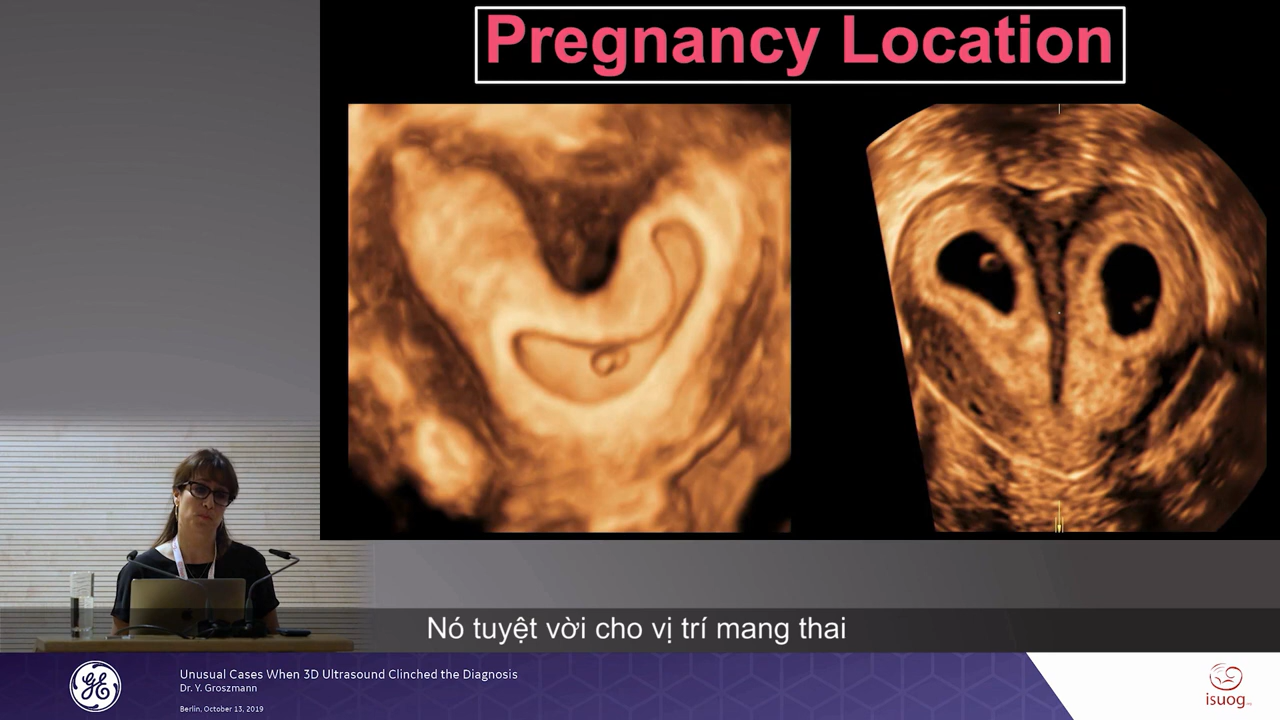 Pregnancy Location
Nó tuyệt vời cho vị trí mang thai
Unusual Cases When 3D Ultrasound Clinched the Diagnosis
Dr. Y. Groszmann
Berlin, October 13, 2019
GE
isuog